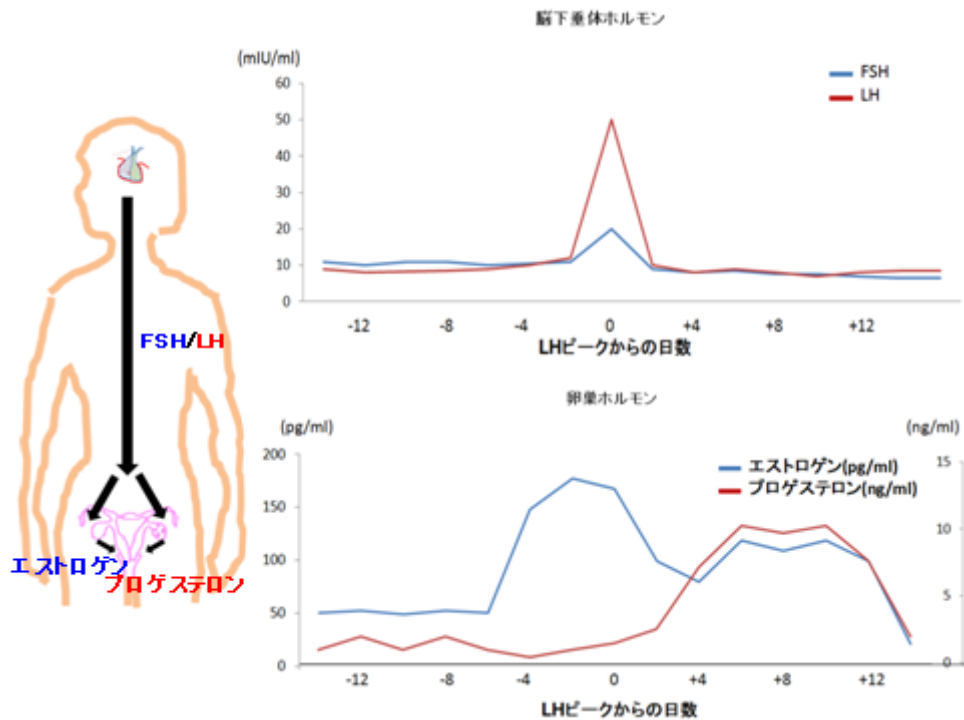 脳下垂体ホルモン
(mIU/ml)
FSH
LH
60
50
40
30
20
10
0
-12 -8 -4 0 +4 +8 +12
LHピークからの日数
FSH/LH
エストロゲン
プロゲステロン
卵巣ホルモン
(pg/ml) (ng/ml)
エストロゲン(pg/ml)
プロゲステロン(ng/ml)
200
150
100
50
0
15
10
5
0
-12 -8 -4 0 +4 +8 +12
LHピークからの日数